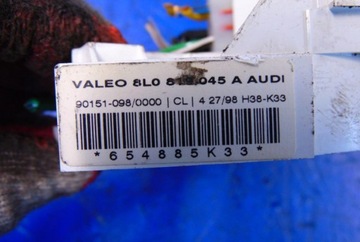 VALEO 8L0 045 A AUDI
90151-098/0000 | CL | 4 27/98 H38-K33
*654885K33*